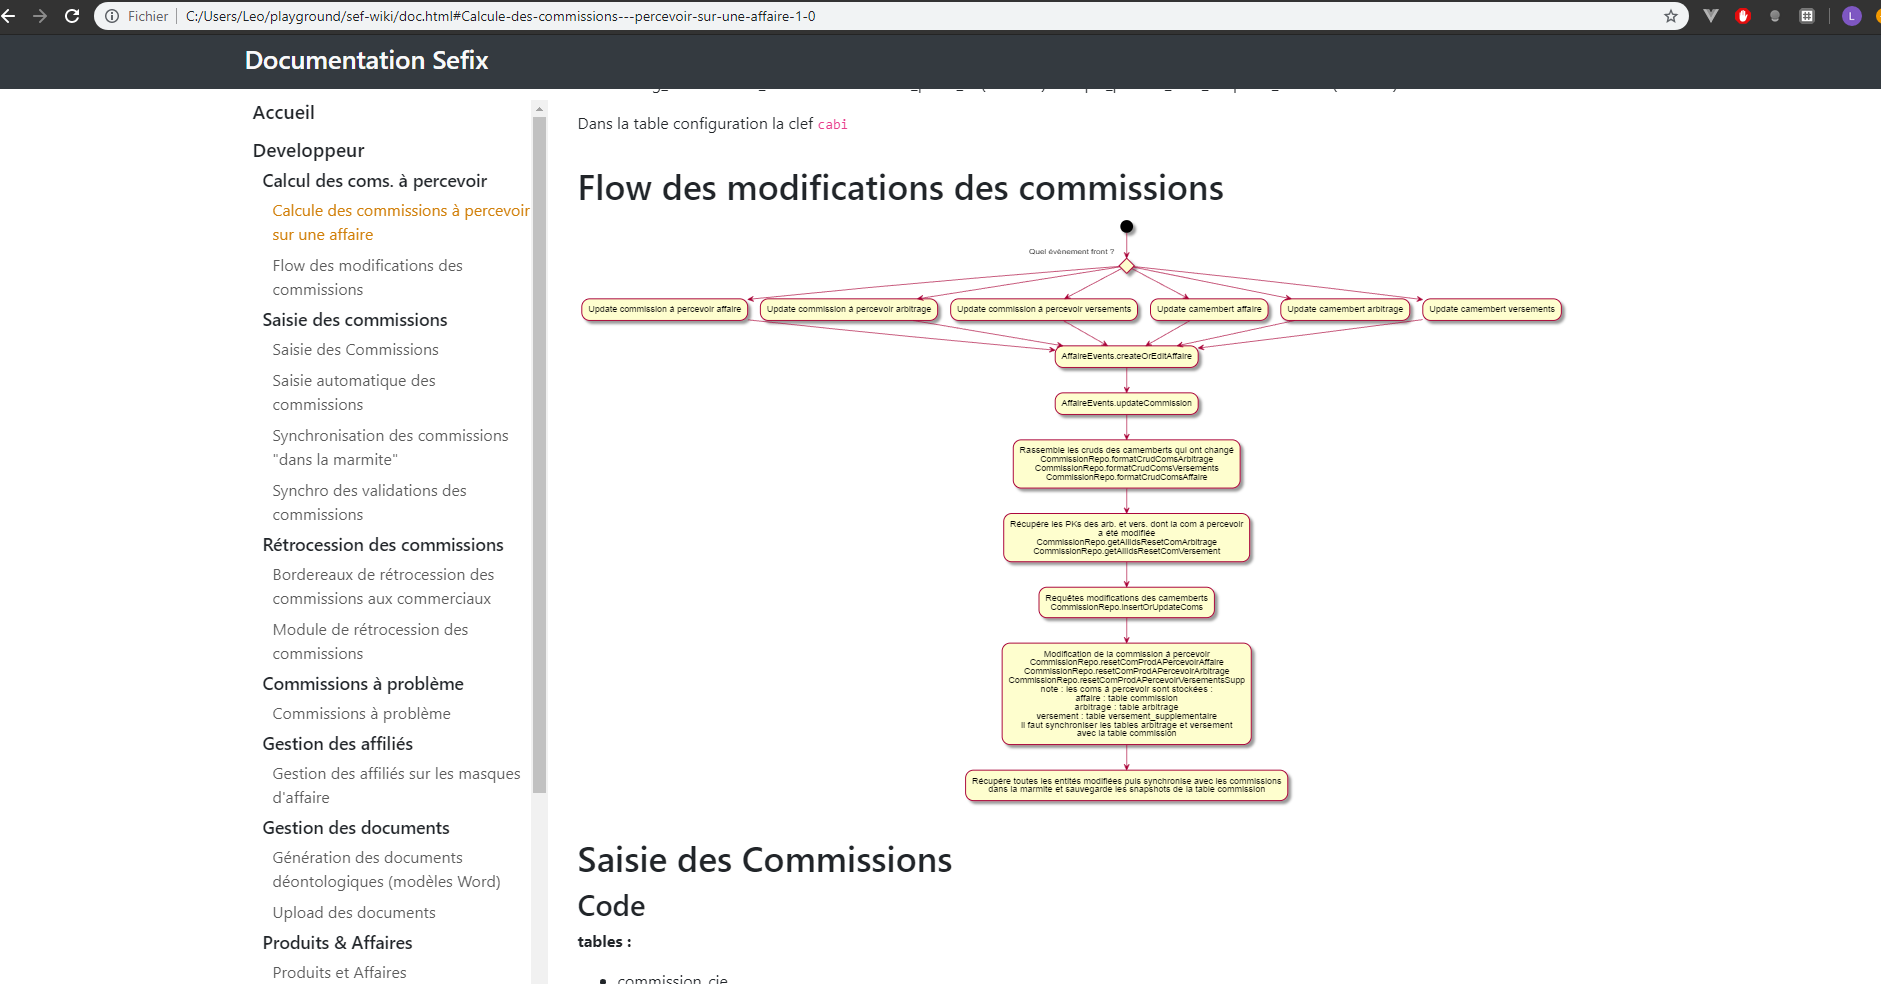 Fichier
C:/Users/Leo/playground/sef-wiki/doc.html#Calcule-des-commissions---percevoir-sur-une-affaire-1-0
L
Documentation Sefix
Accueil
Developpeur
Calcul des coms. à percevoir
Calcule des commissions à percevoir
sur une affaire
Flow des modifications des
commissions
Saisie des commissions
Saisie des Commissions
Saisie automatique des
commissions
Synchronisation des commissions
"dans la marmite"
Synchro des validations des
commissions
Rétrocession des commissions
Bordereaux de rétrocession des
commissions aux commerciaux
Module de rétrocession des
commissions
Commissions à problème
Commissions à problème
Gestion des affiliés
Gestion des affiliés sur les masques
d'affaire
Gestion des documents
Génération des documents
déontologiques (modèles Word)
Upload des documents
Produits & Affaires
Produits et Affaires
Dans la table configuration la clef cabi
Flow des modifications des commissions
Quel évènement front ?
Update commission à percevoir affaire
Update commission à percevoir arbitrage
Update commission à percevoir versements
Update camembert affaire
Update camembert arbitrage
Update camembert versements
AffaireEvents.createOrEditAffaire
AffaireEvents.updateCommission
Rassemble les cruds des camemberts qui ont changé
CommissionRepo.formatCrudComsArbitrage
CommissionRepo.formatCrudComsVersements
CommissionRepo.formatCrudComsAffaire
Récupère les PKs des arb. et vers. dont la com à percevoir
a été modifiée
CommissionRepo.getAllIdsResetComArbitrage
CommissionRepo.getAllIdsResetComVersement
Requêtes modifications des camemberts
CommissionRepo.insertOrUpdateComs
Modification de la commission à percevoir
CommissionRepo.resetComProdAPercevoirAffaire
CommissionRepo.resetComProdAPercevoirArbitrage
CommissionRepo.resetComProdAPercevoirVersementsSupp
note : les coms à percevoir sont stockées :
affaire : table commission
arbitrage : table arbitrage
versement : table versement_supplementaire
Il faut synchroniser les tables arbitrage et versement
avec la table commission
Récupère toutes les entités modifiées puis synchronise avec les commissions
dans la marmite et sauvegarde les snapshots de la table commission
Saisie des Commissions
Code
tables :
commission_cie